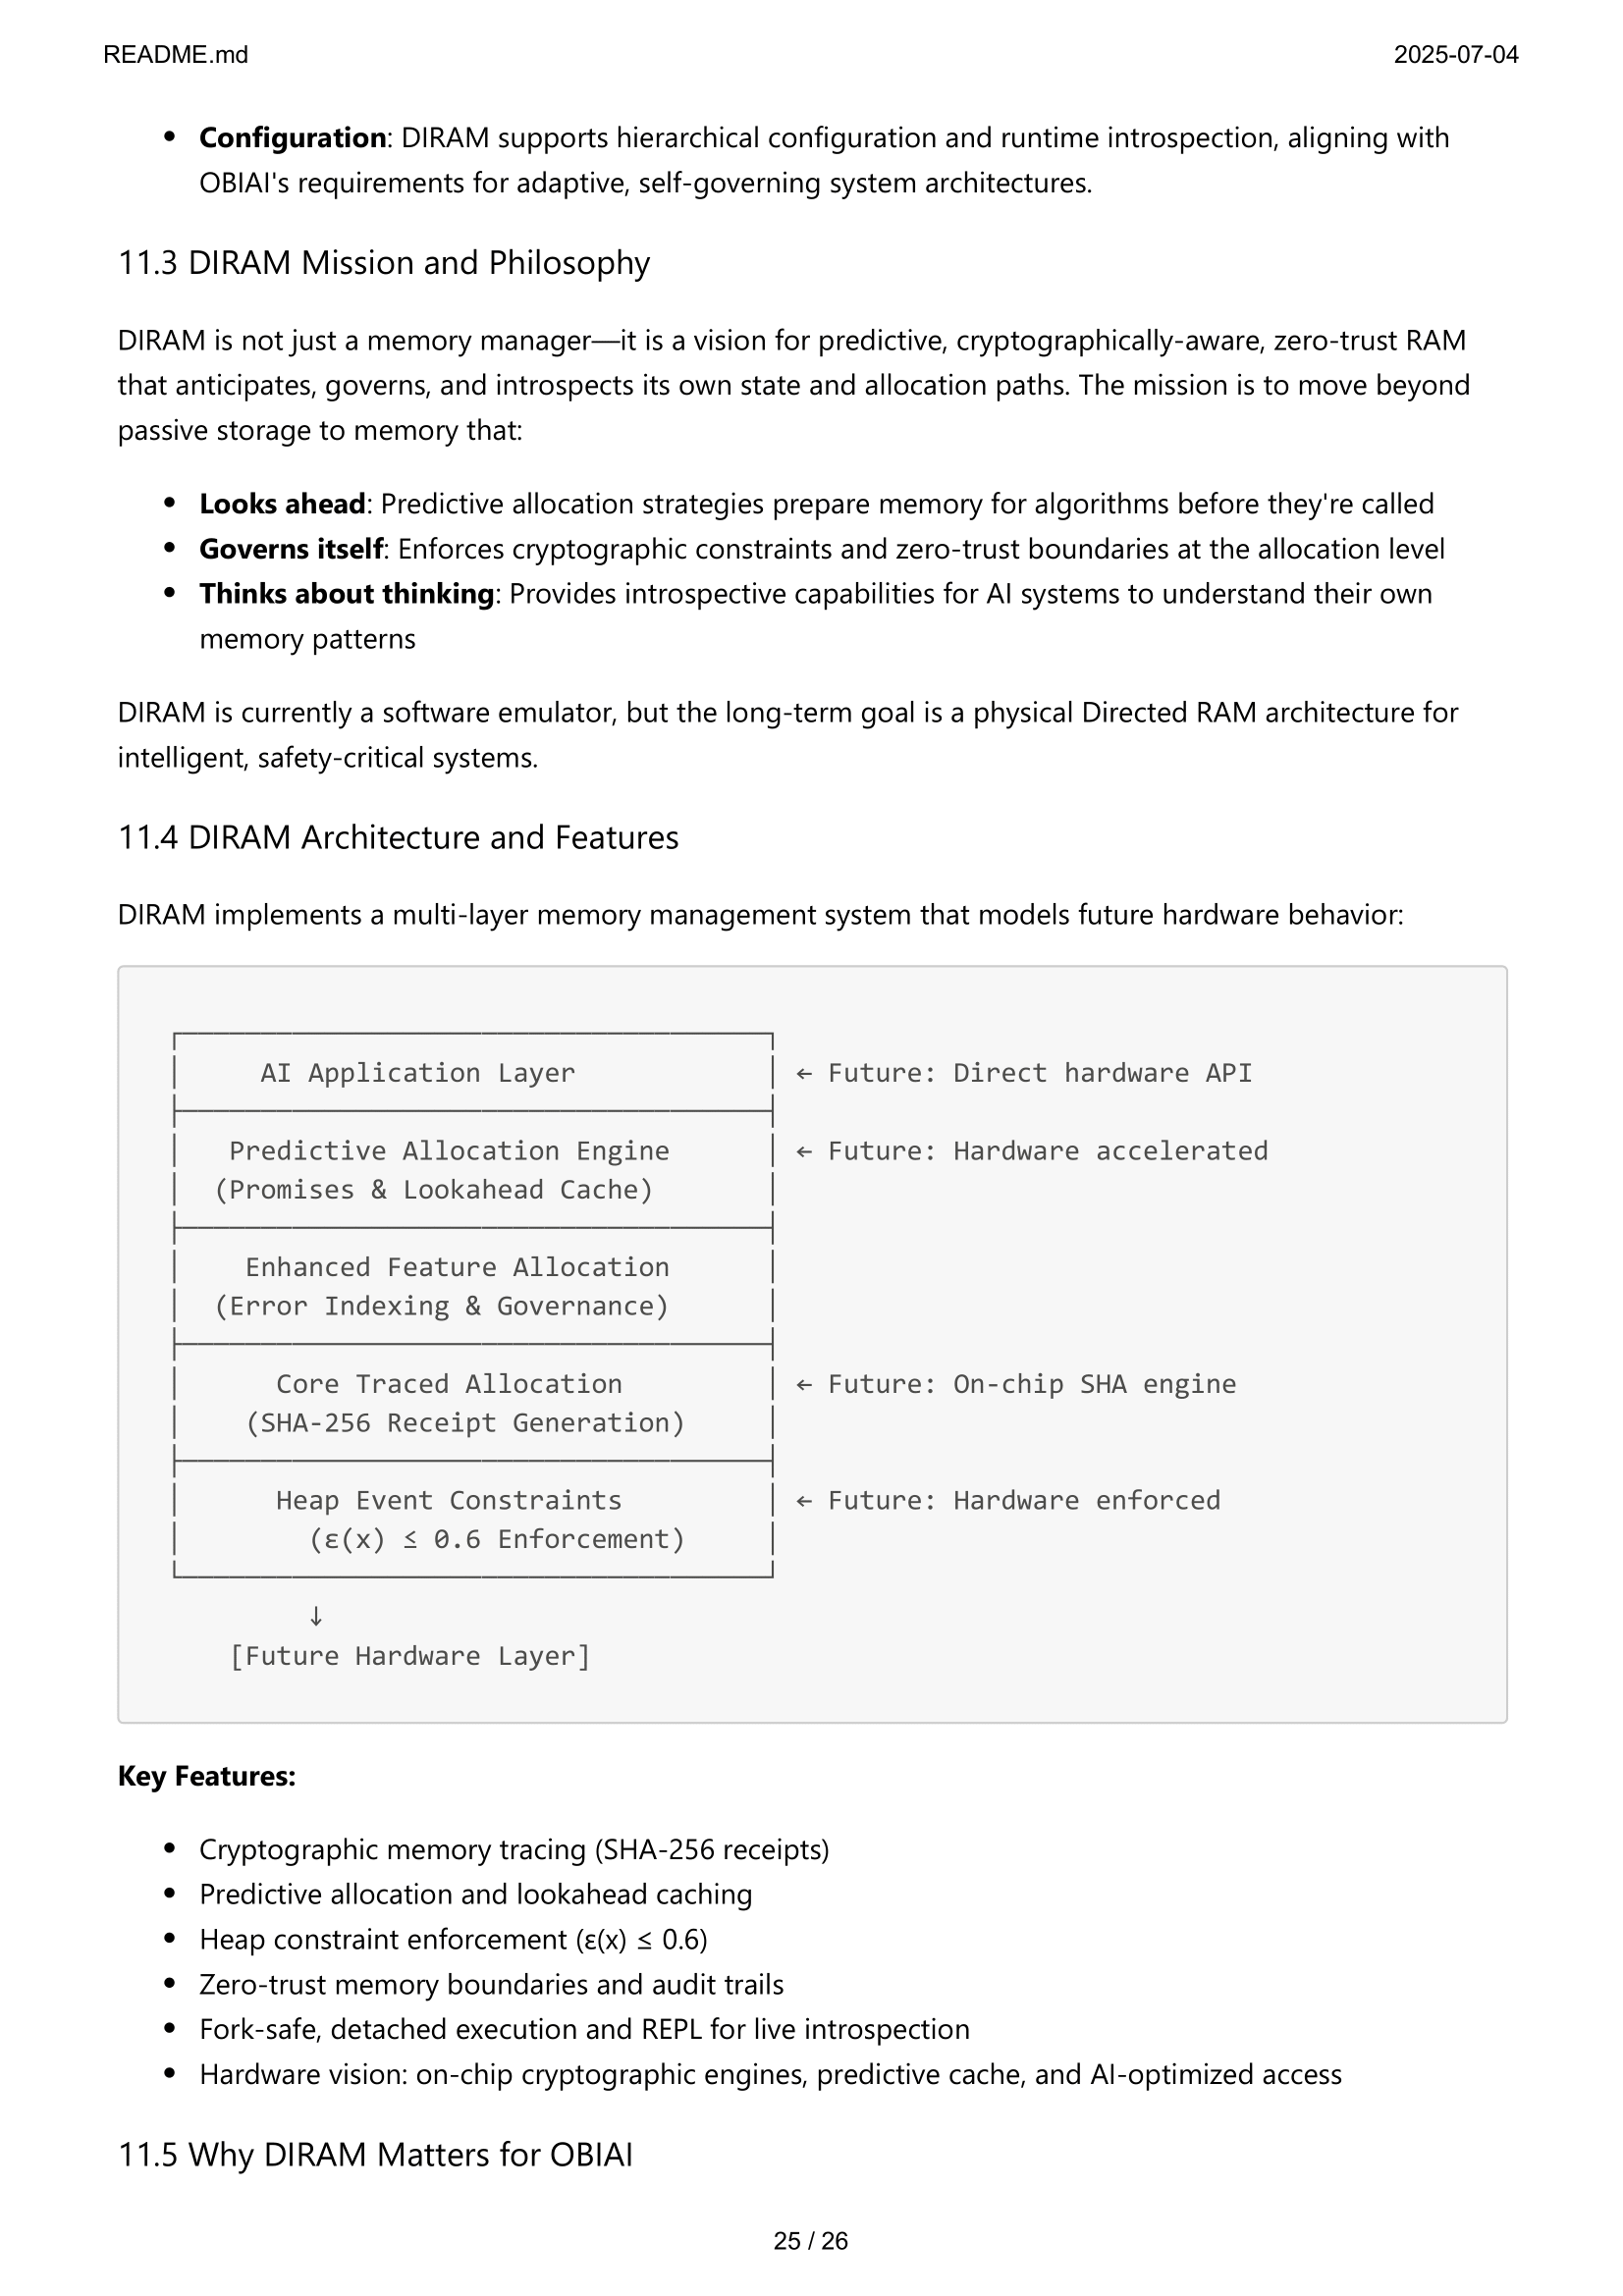 README.md
2025-07-04
• Configuration: DIRAM supports hierarchical configuration and runtime introspection, aligning with
OBIAI's requirements for adaptive, self-governing system architectures.
11.3 DIRAM Mission and Philosophy
DIRAM is not just a memory manager—it is a vision for predictive, cryptographically-aware, zero-trust RAM
that anticipates, governs, and introspects its own state and allocation paths. The mission is to move beyond
passive storage to memory that:
• Looks ahead: Predictive allocation strategies prepare memory for algorithms before they're called
• Governs itself: Enforces cryptographic constraints and zero-trust boundaries at the allocation level
• Thinks about thinking: Provides introspective capabilities for AI systems to understand their own
memory patterns
DIRAM is currently a software emulator, but the long-term goal is a physical Directed RAM architecture for
intelligent, safety-critical systems.
11.4 DIRAM Architecture and Features
DIRAM implements a multi-layer memory management system that models future hardware behavior:
AI Application Layer ← Future: Direct hardware API
Predictive Allocation Engine ← Future: Hardware accelerated
(Promises & Lookahead Cache)
Enhanced Feature Allocation
(Error Indexing & Governance)
Core Traced Allocation ← Future: On-chip SHA engine
(SHA-256 Receipt Generation)
Heap Event Constraints ← Future: Hardware enforced
(ε(x) ≤ 0.6 Enforcement)
↓
[Future Hardware Layer]
Key Features:
• Cryptographic memory tracing (SHA-256 receipts)
• Predictive allocation and lookahead caching
• Heap constraint enforcement (ε(x) ≤ 0.6)
• Zero-trust memory boundaries and audit trails
• Fork-safe, detached execution and REPL for live introspection
• Hardware vision: on-chip cryptographic engines, predictive cache, and AI-optimized access
11.5 Why DIRAM Matters for OBIAI
25 / 26